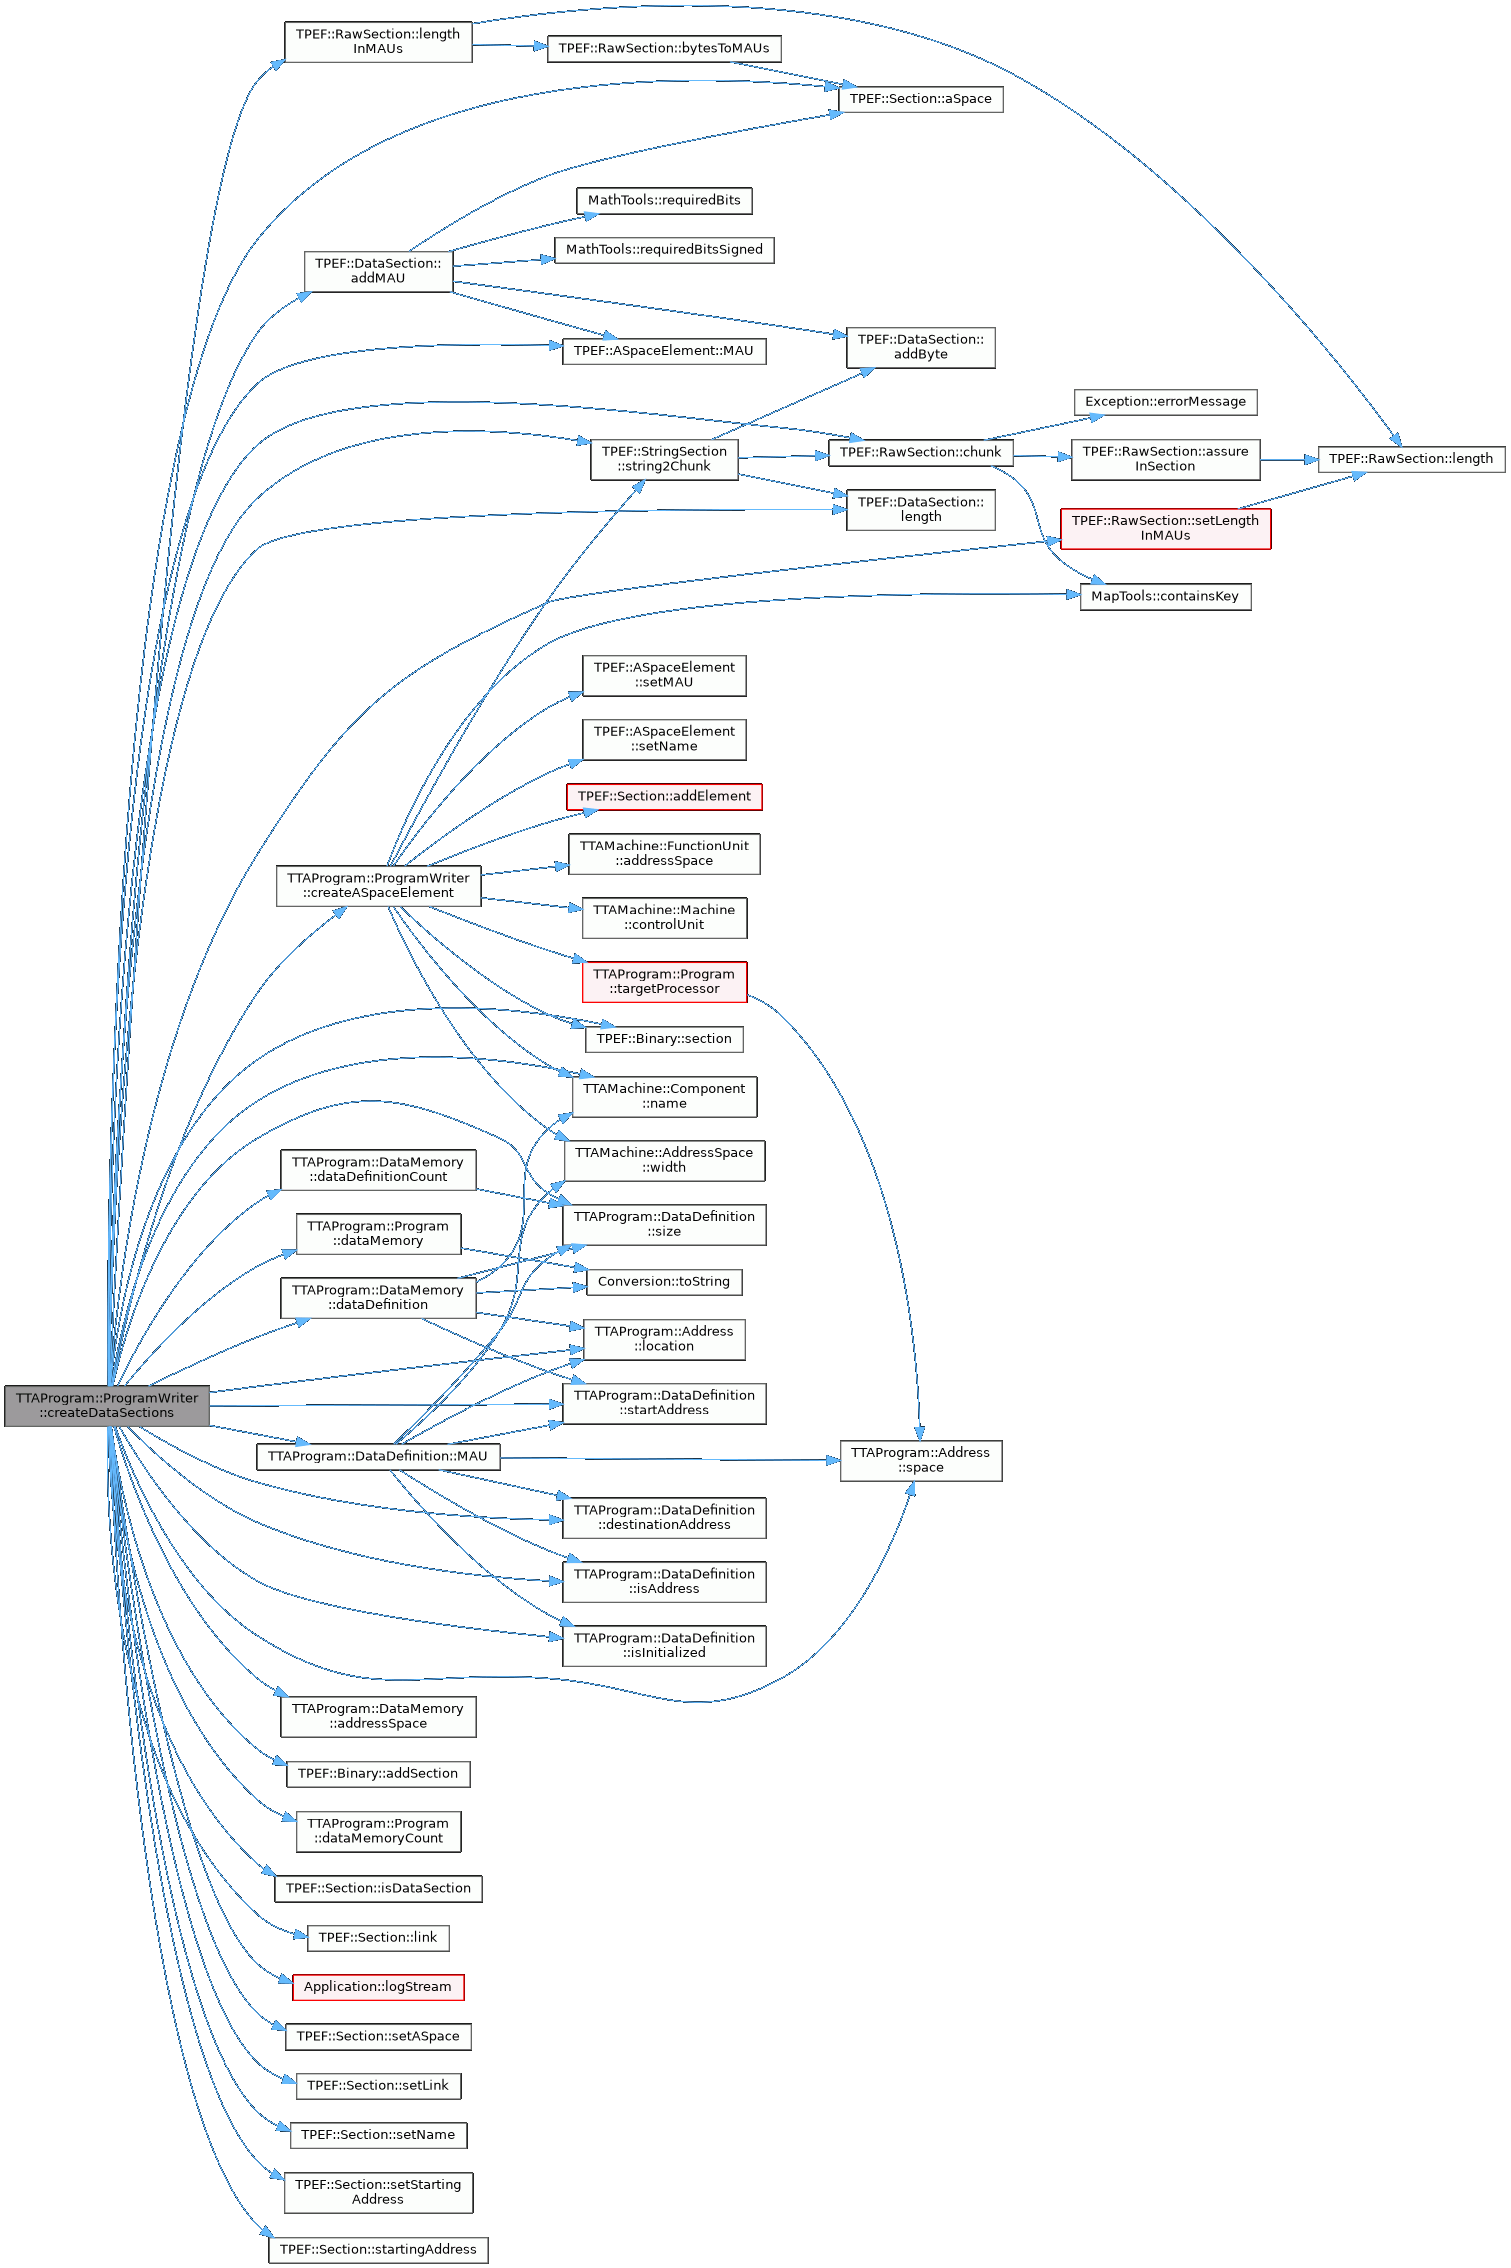 TPEF::RawSection::length
InMAUs
TPEF::RawSection::bytesToMAUs
TPEF::Section::aSpace
MathTools::requiredBits
MathTools::requiredBitsSigned
TPEF::DataSection::
addMAU
TPEF::ASpaceElement::MAU
TPEF::DataSection::
addByte
Exception::errorMessage
TPEF::StringSection
::string2Chunk
TPEF::RawSection::chunk
TPEF::RawSection::assure
InSection
TPEF::RawSection::length
TPEF::DataSection::
length
TPEF::RawSection::setLength
InMAUs
MapTools::containsKey
TPEF::ASpaceElement
::setMAU
TPEF::ASpaceElement
::setName
TPEF::Section::addElement
TTAMachine::FunctionUnit
::addressSpace
TTAProgram::ProgramWriter
::createASpaceElement
TTAMachine::Machine
::controlUnit
TTAProgram::Program
::targetProcessor
TPEF::Binary::section
TTAMachine::Component
::name
TTAMachine::AddressSpace
::width
TTAProgram::DataMemory
::dataDefinitionCount
TTAProgram::DataDefinition
::size
TTAProgram::Program
::dataMemory
Conversion::toString
TTAProgram::DataMemory
::dataDefinition
TTAProgram::Address
::location
TTAProgram::ProgramWriter
::createDataSections
TTAProgram::DataDefinition
::startAddress
TTAProgram::DataDefinition::MAU
TTAProgram::Address
::space
TTAProgram::DataDefinition
::destinationAddress
TTAProgram::DataDefinition
::isAddress
TTAProgram::DataDefinition
::isInitialized
TTAProgram::DataMemory
::addressSpace
TPEF::Binary::addSection
TTAProgram::Program
::dataMemoryCount
TPEF::Section::isDataSection
TPEF::Section::link
Application::logStream
TPEF::Section::setASpace
TPEF::Section::setLink
TPEF::Section::setName
TPEF::Section::setStarting
Address
TPEF::Section::startingAddress